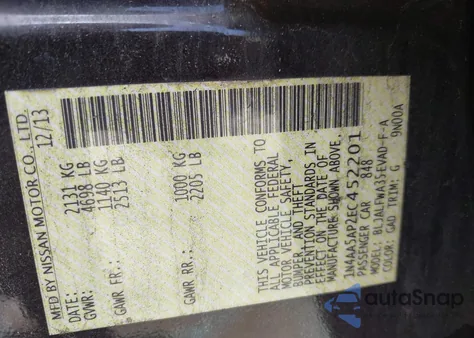 MFD BY NISSAN MOTOR CO., LTD.
DATE: 12/13
GVWR: 2131 KG
4698 LB
GAWR FR: 1140 KG
2513 LB
GAWR RR: 1000 KG
2205 LB
THIS VEHICLE CONFORMS TO
ALL APPLICABLE FEDERAL
MOTOR VEHICLE SAFETY,
BUMPER, AND THEFT
PREVENTION STANDARDS IN
EFFECT ON THE DATE OF
MANUFACTURE SHOWN ABOVE.
1N4AA5AP2EC452201
PASSENGER CAR 848
MODEL: BLJALFWA35EVAD-F-A
COLOR: GAD TRIM: G 9N00A
autaSnap